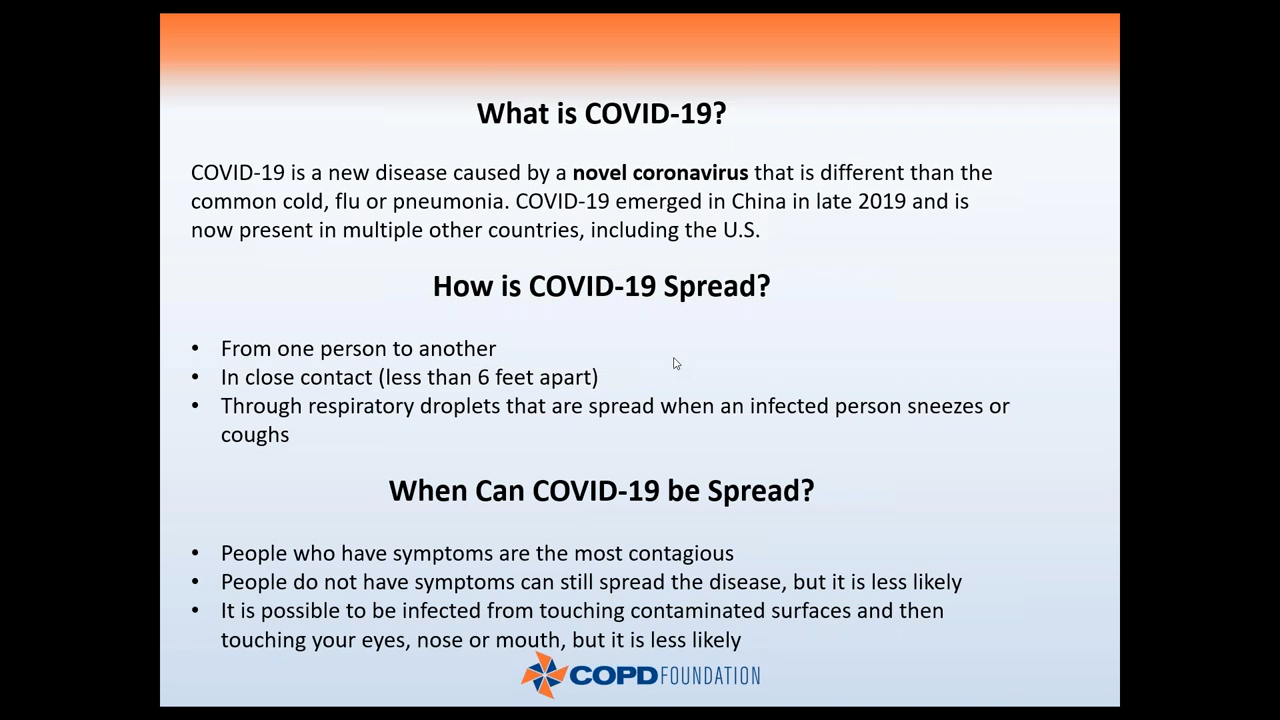 What is COVID-19?
COVID-19 is a new disease caused by a novel coronavirus that is different than the
common cold, flu or pneumonia. COVID-19 emerged in China in late 2019 and is
now present in multiple other countries, including the U.S.
How is COVID-19 Spread?
• From one person to another
• In close contact (less than 6 feet apart)
• Through respiratory droplets that are spread when an infected person sneezes or
coughs
When Can COVID-19 be Spread?
• People who have symptoms are the most contagious
• People do not have symptoms can still spread the disease, but it is less likely
• It is possible to be infected from touching contaminated surfaces and then
touching your eyes, nose or mouth, but it is less likely
COPD FOUNDATION